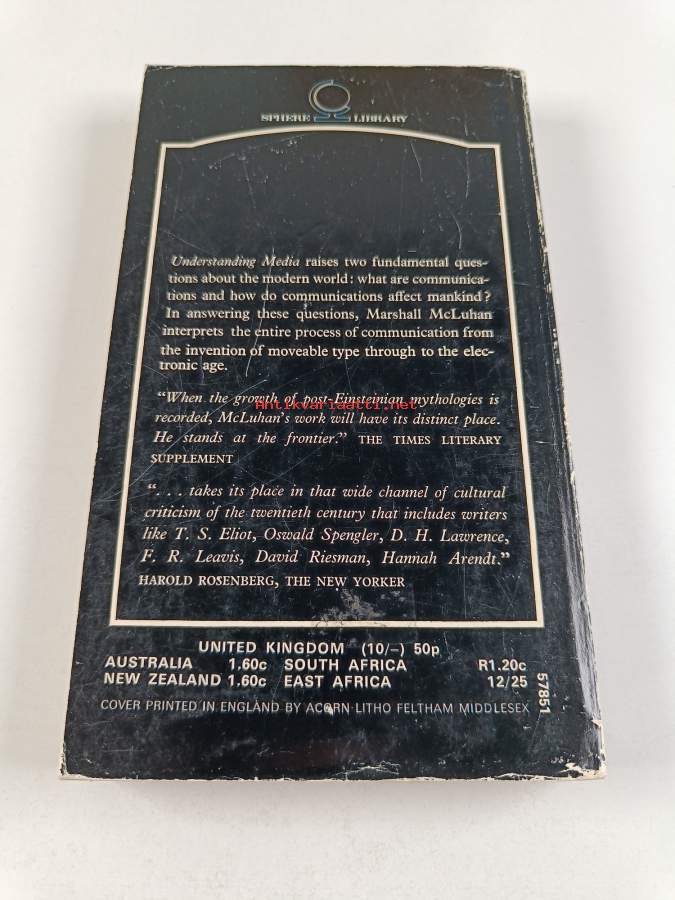 SPHERE LIBRARY
Understanding Media raises two fundamental ques-
tions about the modern world: what are communica-
tions and how do communications affect mankind?
In answering these questions, Marshall McLuhan
interprets the entire process of communication from
the invention of moveable type through to the elec-
tronic age.
“When the growth of post-Einsteinian mythologies is
Antikvariaatti.net
recorded, McLuhan’s work will have its distinct place.
He stands at the frontier.” THE TIMES LITERARY
SUPPLEMENT
“. . . takes its place in that wide channel of cultural
criticism of the twentieth century that includes writers
like T. S. Eliot, Oswald Spengler, D. H. Lawrence,
F. R. Leavis, David Riesman, Hannah Arendt.”
HAROLD ROSENBERG, THE NEW YORKER
UNITED KINGDOM (10/-) 50p
AUSTRALIA 1.60c SOUTH AFRICA R1.20c
NEW ZEALAND 1.60c EAST AFRICA 12/25
57851
COVER PRINTED IN ENGLAND BY ACORN LITHO FELTHAM MIDDLESEX